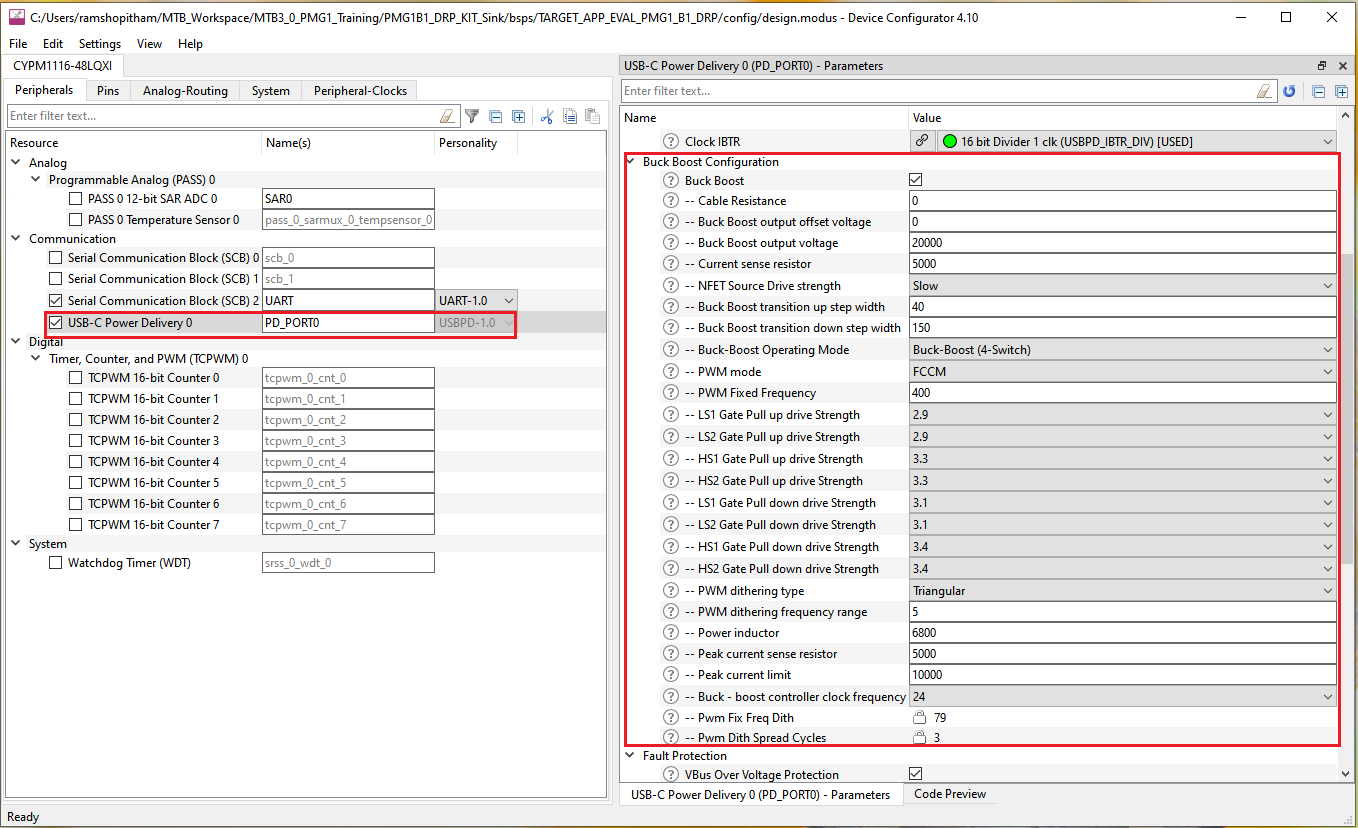 C:/Users/ramshopitham/MTB_Workspace/MTB3_0_PMG1_Training/PMG1B1_DRP_KIT_Sink/bsps/TARGET_APP_EVAL_PMG1_B1_DRP/config/design.modus - Device Configurator 4.10
File Edit Settings View Help
CYPM1116-48LQXI
Peripherals Pins Analog-Routing System Peripheral-Clocks
Enter filter text...
Resource Name(s) Personality
Analog
Programmable Analog (PASS) 0
PASS 0 12-bit SAR ADC 0 SAR0
PASS 0 Temperature Sensor 0 pass_0_sarmux_0_tempsensor_0
Communication
Serial Communication Block (SCB) 0 scb_0
Serial Communication Block (SCB) 1 scb_1
Serial Communication Block (SCB) 2 UART UART-1.0
USB-C Power Delivery 0 PD_PORT0 USBPD-1.0
Digital
Timer, Counter, and PWM (TCPWM) 0
TCPWM 16-bit Counter 0 tcpwm_0_cnt_0
TCPWM 16-bit Counter 1 tcpwm_0_cnt_1
TCPWM 16-bit Counter 2 tcpwm_0_cnt_2
TCPWM 16-bit Counter 3 tcpwm_0_cnt_3
TCPWM 16-bit Counter 4 tcpwm_0_cnt_4
TCPWM 16-bit Counter 5 tcpwm_0_cnt_5
TCPWM 16-bit Counter 6 tcpwm_0_cnt_6
TCPWM 16-bit Counter 7 tcpwm_0_cnt_7
System
Watchdog Timer (WDT) srss_0_wdt_0
USB-C Power Delivery 0 (PD_PORT0) - Parameters
Enter filter text...
Name Value
? Clock IBTR 16 bit Divider 1 clk (USBPD_IBTR_DIV) [USED]
Buck Boost Configuration
? Buck Boost
? -- Cable Resistance 0
? -- Buck Boost output offset voltage 0
? -- Buck Boost output voltage 20000
? -- Current sense resistor 5000
? -- NFET Source Drive strength Slow
? -- Buck Boost transition up step width 40
? -- Buck Boost transition down step width 150
? -- Buck-Boost Operating Mode Buck-Boost (4-Switch)
? -- PWM mode FCCM
? -- PWM Fixed Frequency 400
? -- LS1 Gate Pull up drive Strength 2.9
? -- LS2 Gate Pull up drive Strength 2.9
? -- HS1 Gate Pull up drive Strength 3.3
? -- HS2 Gate Pull up drive Strength 3.3
? -- LS1 Gate Pull down drive Strength 3.1
? -- LS2 Gate Pull down drive Strength 3.1
? -- HS1 Gate Pull down drive Strength 3.4
? -- HS2 Gate Pull down drive Strength 3.4
? -- PWM dithering type Triangular
? -- PWM dithering frequency range 5
? -- Power inductor 6800
? -- Peak current sense resistor 5000
? -- Peak current limit 10000
? -- Buck - boost controller clock frequency 24
? -- Pwm Fix Freq Dith 79
? -- Pwm Dith Spread Cycles 3
Fault Protection
? VBus Over Voltage Protection
USB-C Power Delivery 0 (PD_PORT0) - Parameters Code Preview
Ready